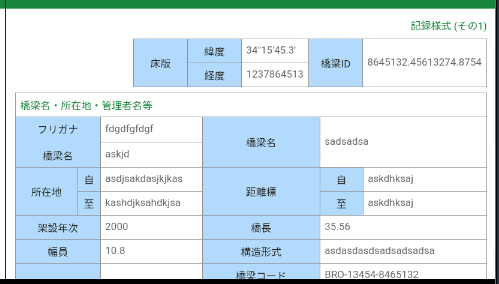 記録様式 (その1)
床版 緯度 34°15'45.3' 橋梁ID 8645132.45613274.8754
経度 1237864513
橋梁名・所在地・管理者名等
フリガナ fdgdfgfdgf 橋梁名 sadsadsa
橋梁名 askjd
所在地 自 asdjsakdasjkjkas 距離標 自 askdhksaj
至 kashdjksahdkjsa 至 askdhksaj
架設年次 2000 橋長 35.56
幅員 10.8 構造形式 asdasdasdsadsadsadsa
橋梁コード BRO-13454-8465132